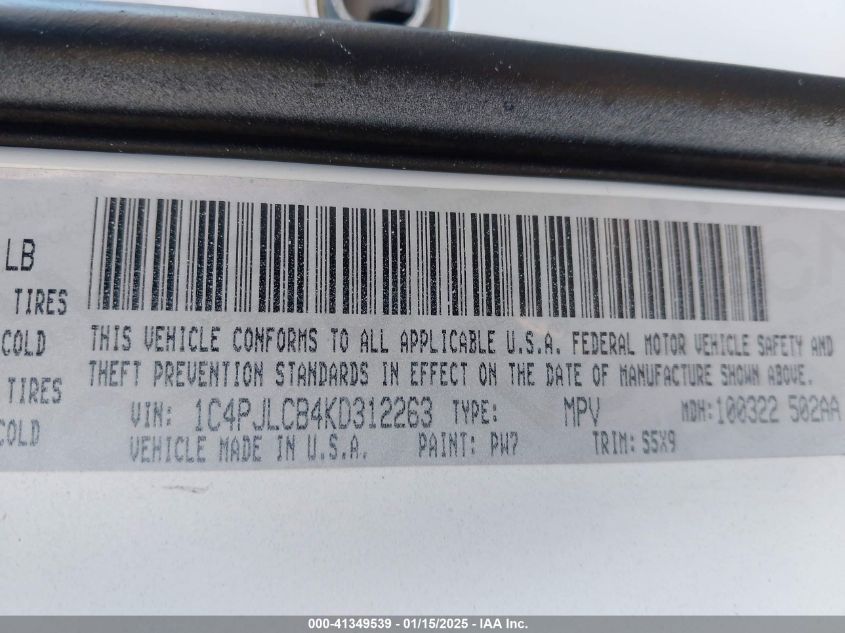 LB
TIRES
COLD
TIRES
COLD
THIS VEHICLE CONFORMS TO ALL APPLICABLE U.S.A. FEDERAL MOTOR VEHICLE SAFETY AND
THEFT PREVENTION STANDARDS IN EFFECT ON THE DATE OF MANUFACTURE SHOWN ABOVE.
VIN: 1C4PJLCB4KD312263 TYPE: MPV MDH: 100322 502AA
VEHICLE MADE IN U.S.A. PAINT: PW7 TRIM: S5X9
000-41349539 - 01/15/2025 - IAA Inc.